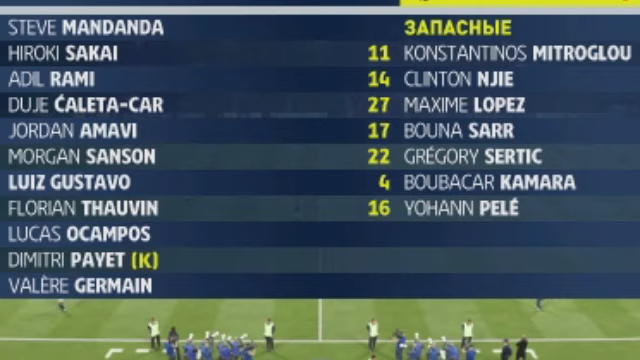 STEVE MANDANDA
HIROKI SAKAI
ADIL RAMI
DUJE ĆALETA-CAR
JORDAN AMAVI
MORGAN SANSON
LUIZ GUSTAVO
FLORIAN THAUVIN
LUCAS OCAMPOS
DIMITRI PAYET (K)
VALÈRE GERMAIN
ЗАПАСНЫЕ
11 KONSTANTINOS MITROGLOU
14 CLINTON NJIE
27 MAXIME LOPEZ
17 BOUNA SARR
22 GRÉGORY SERTIC
4 BOUBACAR KAMARA
16 YOHANN PELÉ